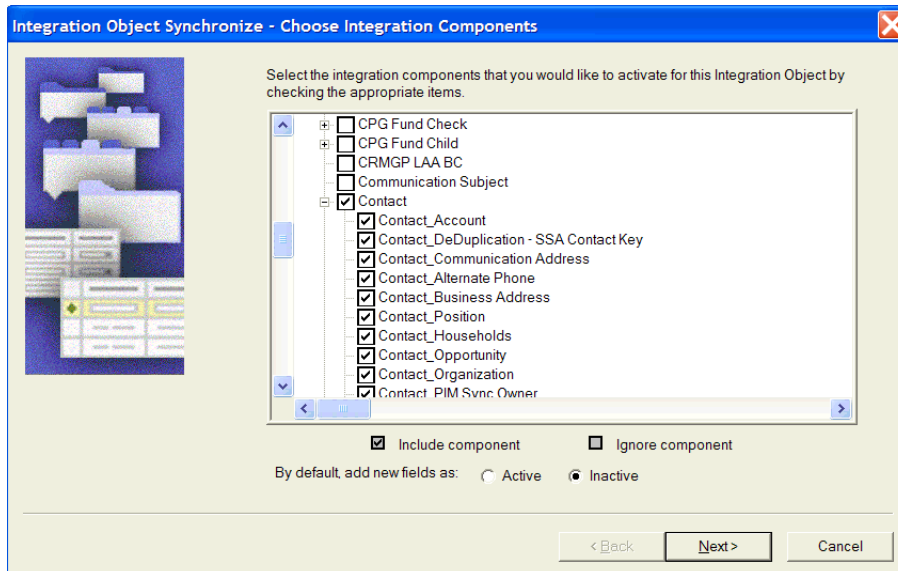 Integration Object Synchronize - Choose Integration Components
Select the integration components that you would like to activate for this Integration Object by
checking the appropriate items.
CPG Fund Check
CPG Fund Child
CRMGP LAA BC
Communication Subject
Contact
Contact_Account
Contact_DeDuplication - SSA Contact Key
Contact_Communication Address
Contact_Alternate Phone
Contact_Business Address
Contact_Position
Contact_Households
Contact_Opportunity
Contact_Organization
Contact_PIM Sync Owner
Include component Ignore component
By default, add new fields as: Active Inactive
< Back Next > Cancel